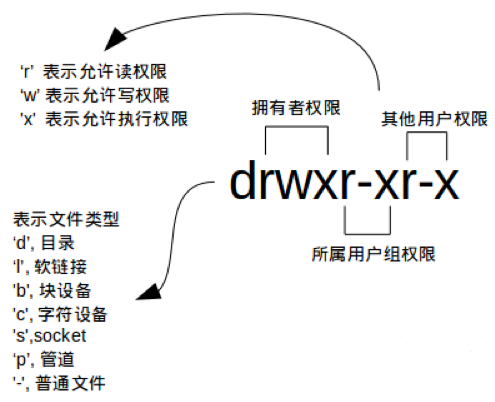 ‘r’ 表示允许读权限
‘w’ 表示允许写权限
‘x’ 表示允许执行权限
拥有者权限
其他用户权限
drwxr-xr-x
所属用户组权限
表示文件类型
‘d’, 目录
‘l’, 软链接
'b', 块设备
'c', 字符设备
's',socket
‘p’, 管道
'-', 普通文件